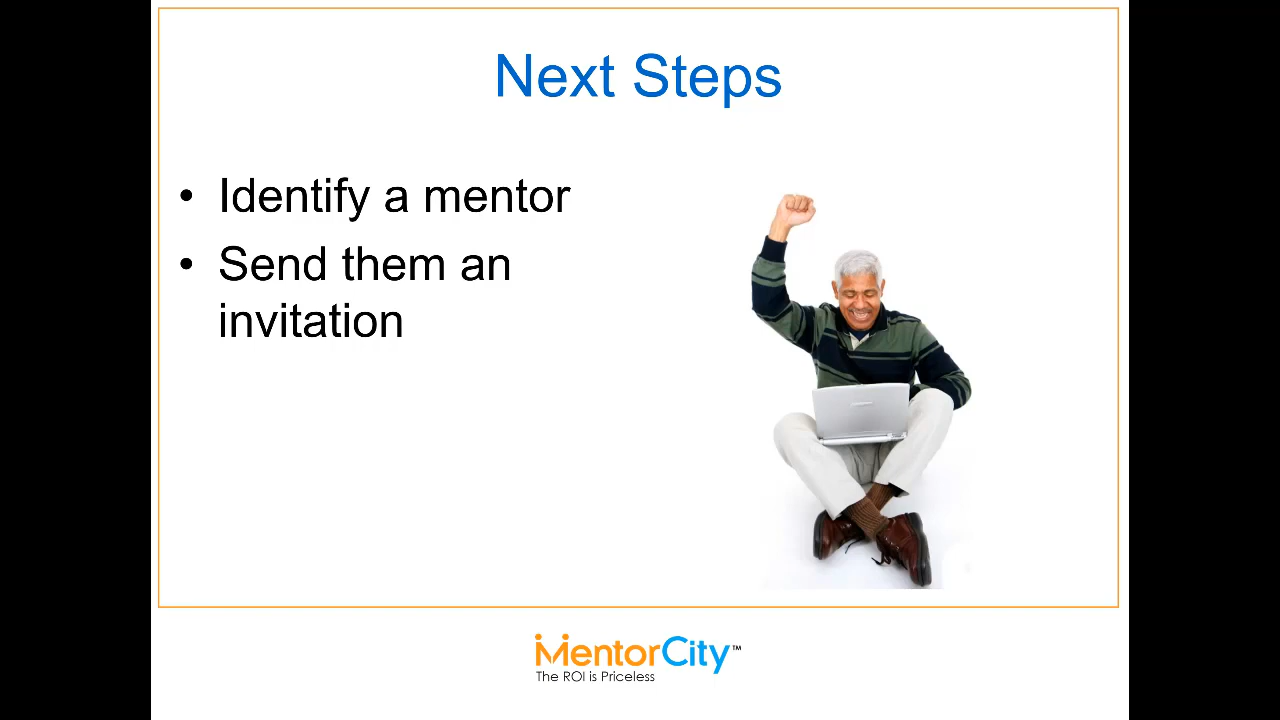 Next Steps
• Identify a mentor
• Send them an
invitation
MentorCity™
The ROI is Priceless